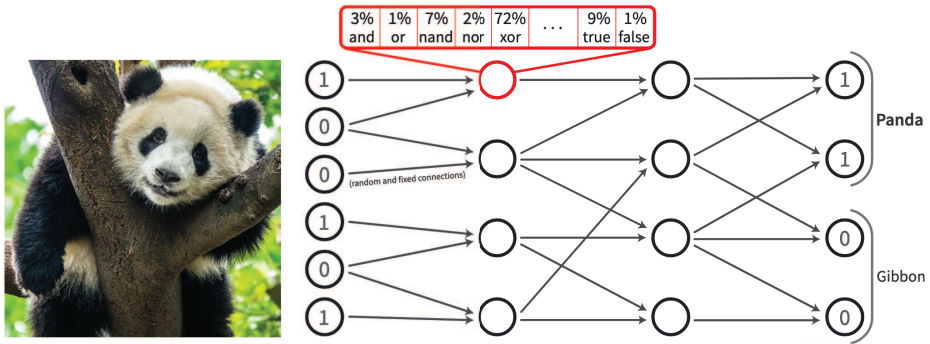 3% 1% 7% 2% 72% ... 9% 1%
and or nand nor xor true false
1
0
0
(random and fixed connections)
1
0
1
1
1
Panda
0
0
Gibbon